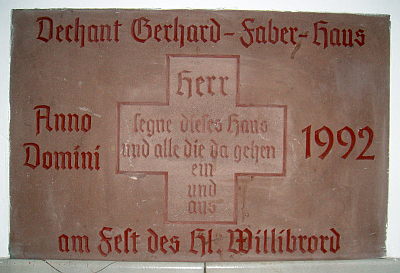 Dechant Gerhard-Faber-Haus
Herr
segne dieses Haus
und alle die da gehen
ein
und
aus
Anno
Domini
1992
am Fest des Hl. Willibrord